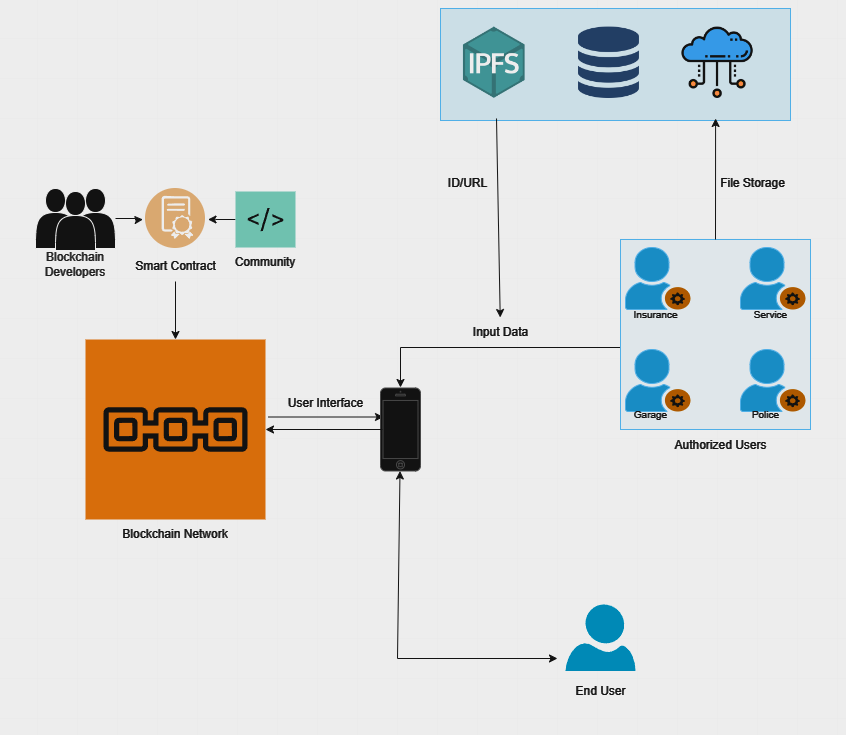 IPFS
ID/URL
File Storage
Blockchain
Developers
Smart Contract
</>
Community
Insurance
Service
Input Data
User Interface
Garage
Police
Authorized Users
Blockchain Network
End User